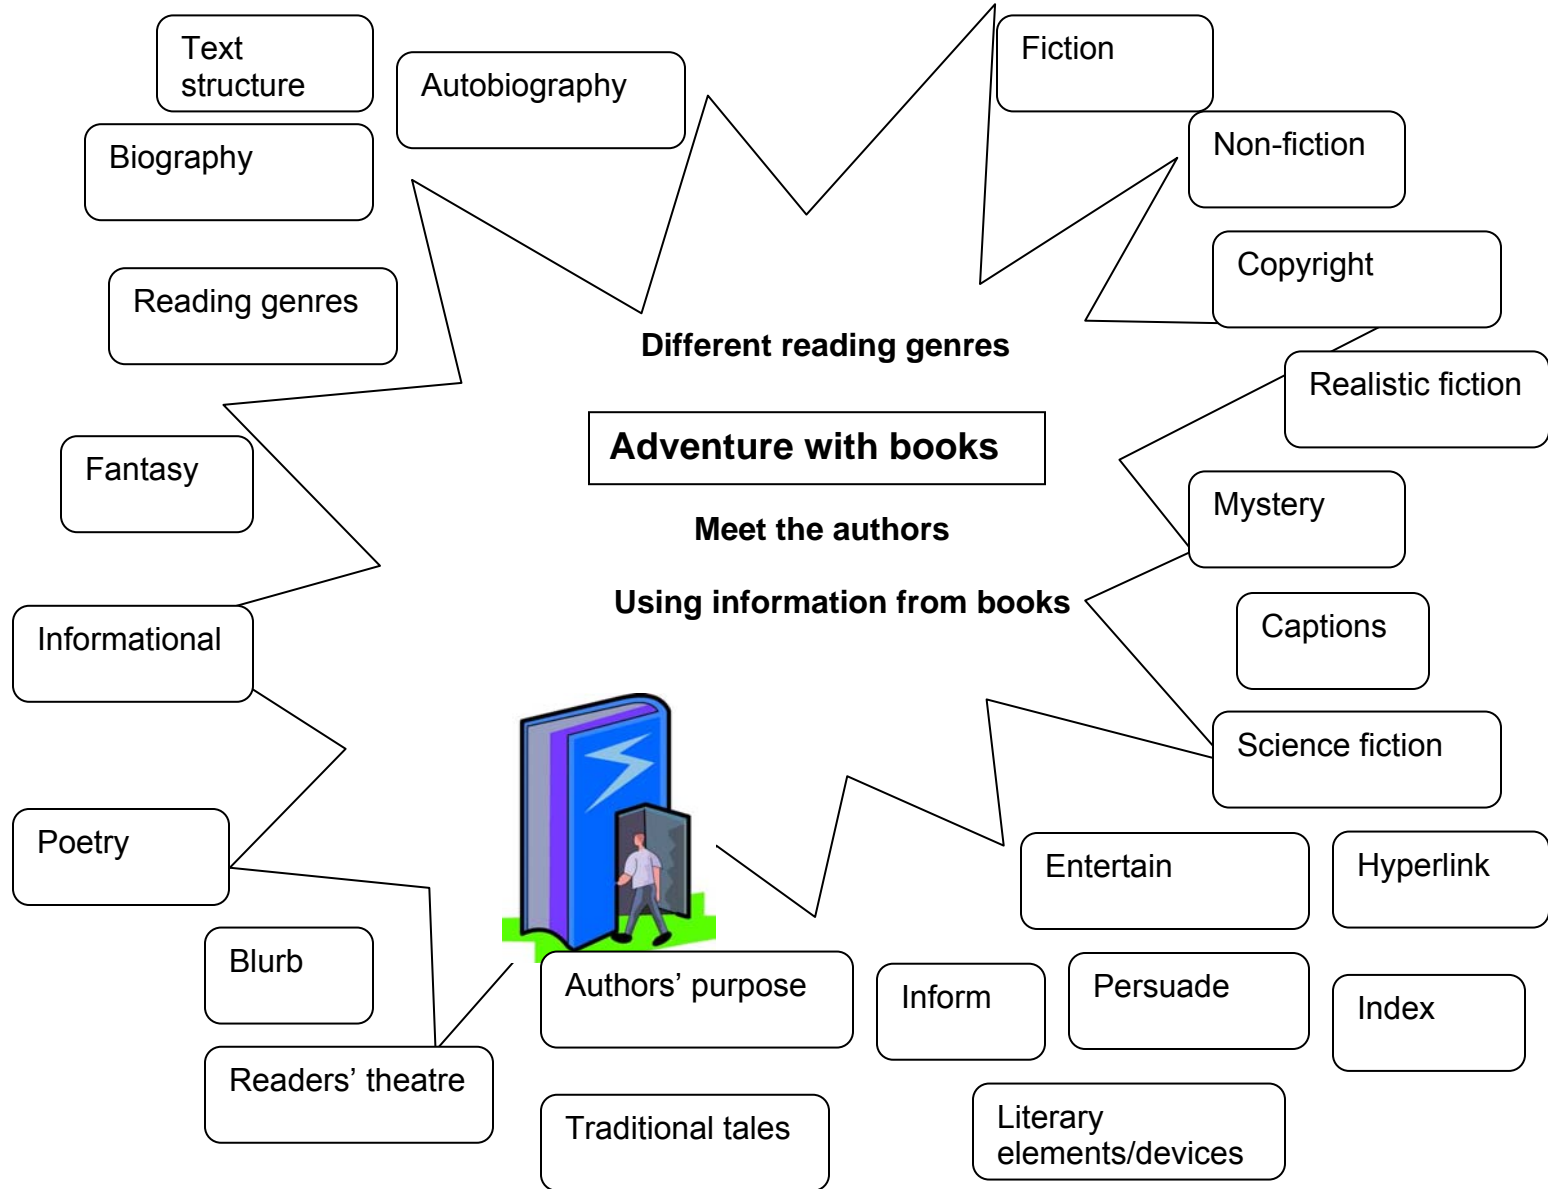 Text
structure
Autobiography
Fiction
Biography
Non-fiction
Reading genres
Copyright
Different reading genres
Realistic fiction
Adventure with books
Fantasy
Mystery
Meet the authors
Using information from books
Captions
Informational
Science fiction
Poetry
Entertain
Hyperlink
Blurb
Authors’ purpose
Inform
Persuade
Index
Readers’ theatre
Traditional tales
Literary
elements/devices